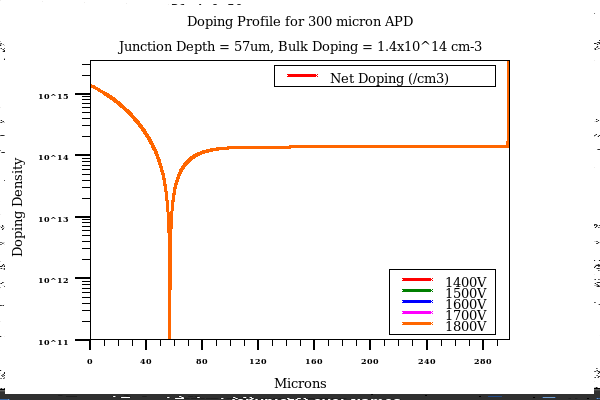 Doping Profile for 300 micron APD
Junction Depth = 57um, Bulk Doping = 1.4x10^14 cm-3
Net Doping (/cm3)
10^15
10^14
10^13
10^12
10^11
Doping Density
1400V
1500V
1600V
1700V
1800V
0 40 80 120 160 200 240 280
Microns